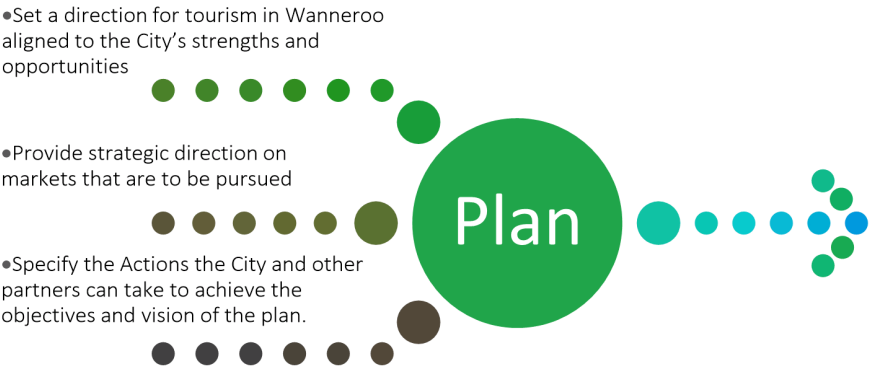 •Set a direction for tourism in Wanneroo
aligned to the City’s strengths and
opportunities
•Provide strategic direction on
markets that are to be pursued
Plan
•Specify the Actions the City and other
partners can take to achieve the
objectives and vision of the plan.